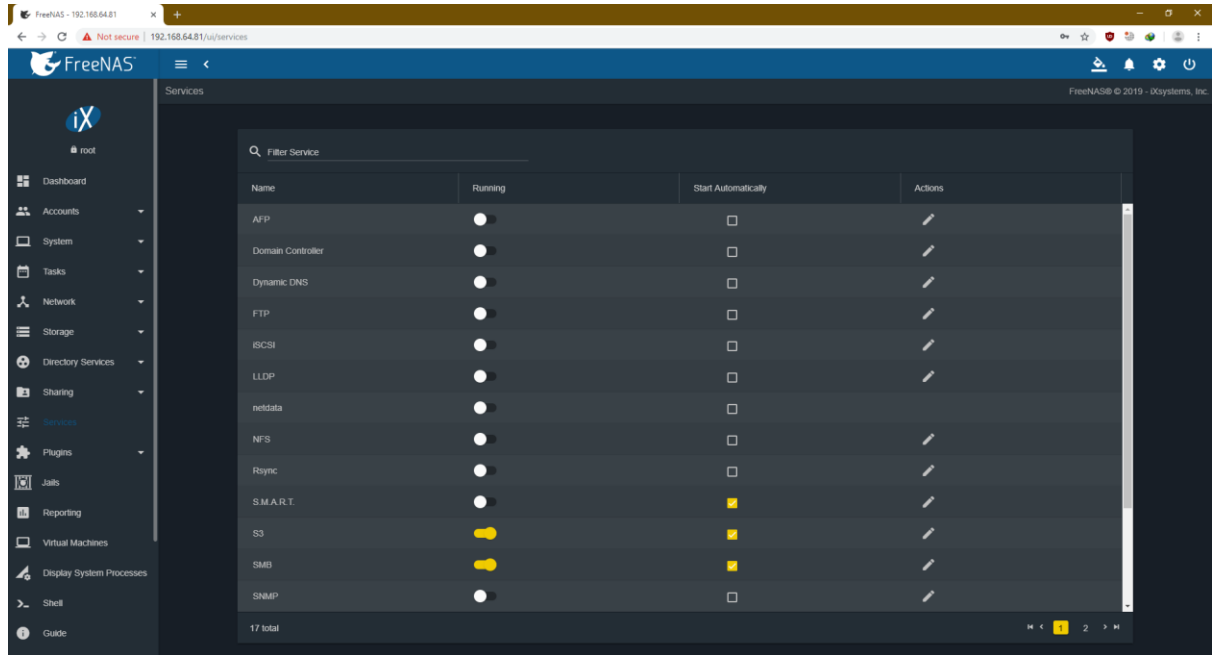 FreeNAS - 192.168.64.81
Not secure | 192.168.64.81/ui/services
FreeNAS
Services
FreeNAS® © 2019 - iXsystems, Inc.
iX
root
Dashboard
Accounts
System
Tasks
Network
Storage
Directory Services
Sharing
Services
Plugins
Jails
Reporting
Virtual Machines
Display System Processes
Shell
Guide
Filter Service
Name Running Start Automatically Actions
AFP
Domain Controller
Dynamic DNS
FTP
iSCSI
LLDP
netdata
NFS
Rsync
S.M.A.R.T.
S3
SMB
SNMP
17 total
1 2